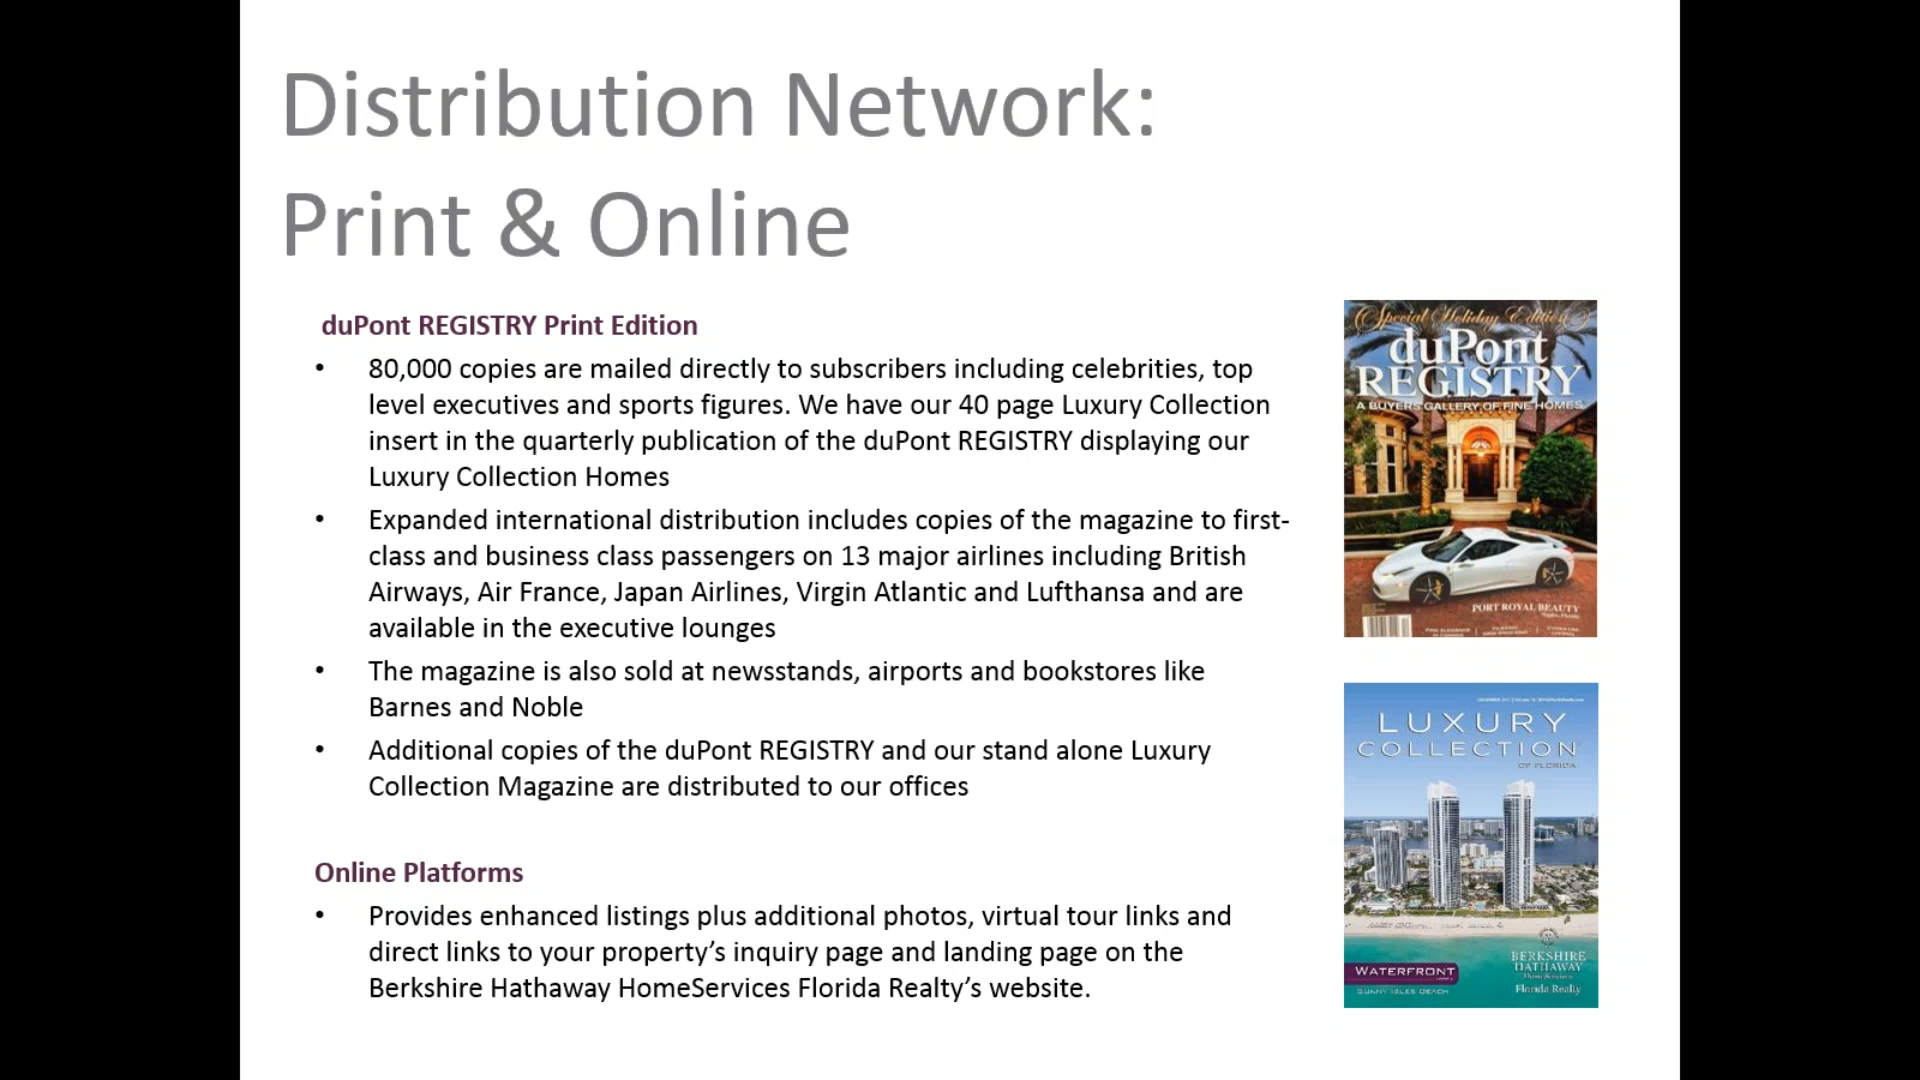 Distribution Network:
Print & Online
duPont REGISTRY Print Edition
• 80,000 copies are mailed directly to subscribers including celebrities, top
level executives and sports figures. We have our 40 page Luxury Collection
insert in the quarterly publication of the duPont REGISTRY displaying our
Luxury Collection Homes
• Expanded international distribution includes copies of the magazine to first-
class and business class passengers on 13 major airlines including British
Airways, Air France, Japan Airlines, Virgin Atlantic and Lufthansa and are
available in the executive lounges
• The magazine is also sold at newsstands, airports and bookstores like
Barnes and Noble
• Additional copies of the duPont REGISTRY and our stand alone Luxury
Collection Magazine are distributed to our offices
Online Platforms
• Provides enhanced listings plus additional photos, virtual tour links and
direct links to your property’s inquiry page and landing page on the
Berkshire Hathaway HomeServices Florida Realty’s website.
Special Holiday Edition
duPont
REGISTRY
A BUYERS GALLERY OF FINE HOMES
PORT ROYAL BEAUTY
LUXURY
COLLECTION
OF FLORIDA
BERKSHIRE
HATHAWAY
HomeServices
Florida Realty
WATERFRONT
SUNNY ISLES BEACH